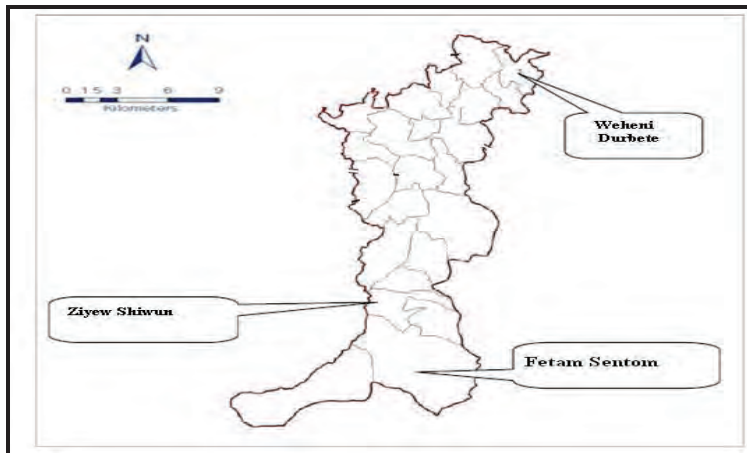 N
0 1.5 3 6 9
Kilometers
Weheni
Durbete
Ziyew Shiwun
Fetam Sentom